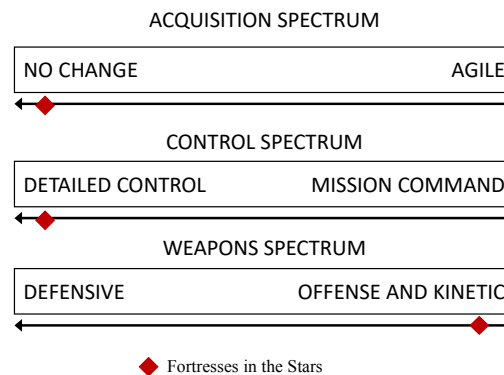 ACQUISITION SPECTRUM
NO CHANGE AGILE
CONTROL SPECTRUM
DETAILED CONTROL MISSION COMMAND
WEAPONS SPECTRUM
DEFENSIVE OFFENSE AND KINETIC
Fortresses in the Stars